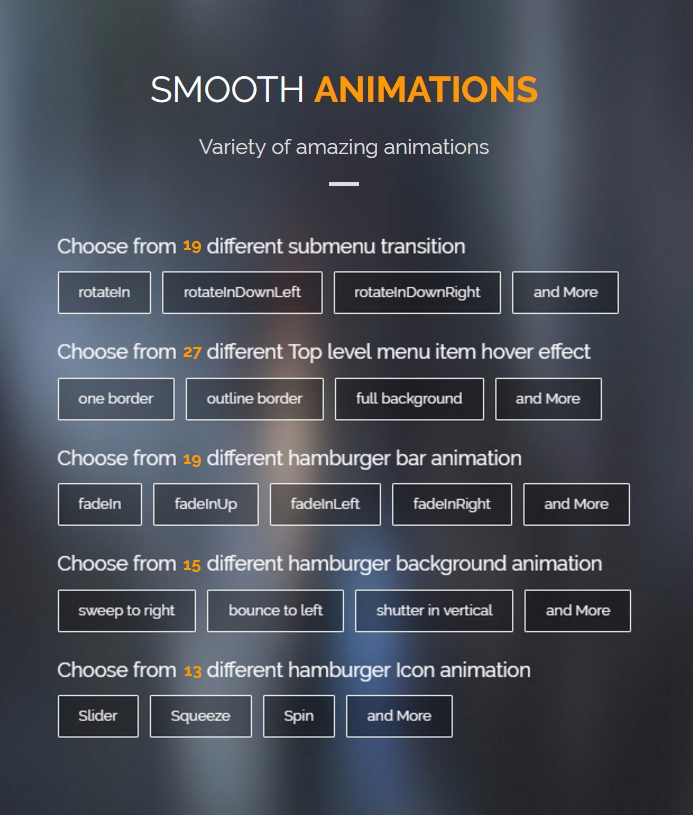 SMOOTH ANIMATIONS
Variety of amazing animations
Choose from 19 different submenu transition
rotateIn rotateInDownLeft rotateInDownRight and More
Choose from 27 different Top level menu item hover effect
one border outline border full background and More
Choose from 19 different hamburger bar animation
fadeIn fadeInUp fadeInLeft fadeInRight and More
Choose from 15 different hamburger background animation
sweep to right bounce to left shutter in vertical and More
Choose from 13 different hamburger Icon animation
Slider Squeeze Spin and More